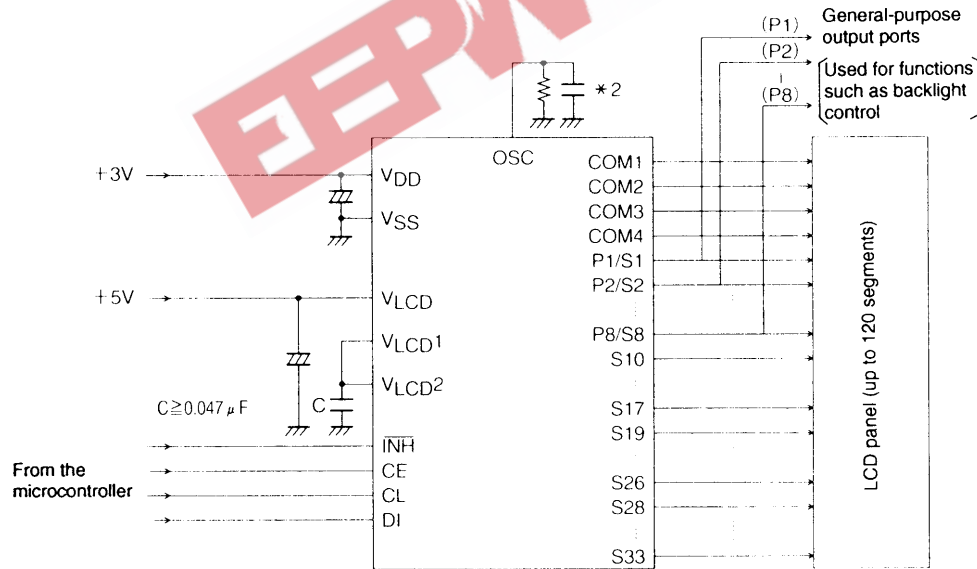 EEPW
(P1)
General-purpose
output ports
(P2)
(P8)
Used for functions
such as backlight
control
*2
OSC
+3V
VDD
VSS
+5V
VLCD
VLCD1
VLCD2
C≧0.047μF
C
INH
CE
CL
DI
From the
microcontroller
COM1
COM2
COM3
COM4
P1/S1
P2/S2
P8/S8
S10
S17
S19
S26
S28
S33
LCD panel (up to 120 segments)